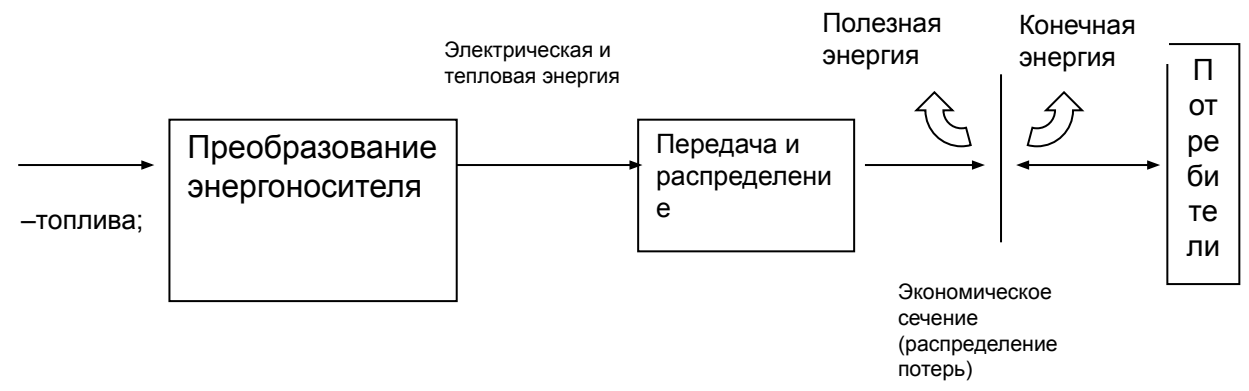 Полезная
энергия
Конечная
энергия
Электрическая и
тепловая энергия
П
от
ре
би
те
ли
Преобразование
энергоносителя
Передача и
распределени
е
–топлива;
Экономическое
сечение
(распределение
потерь)